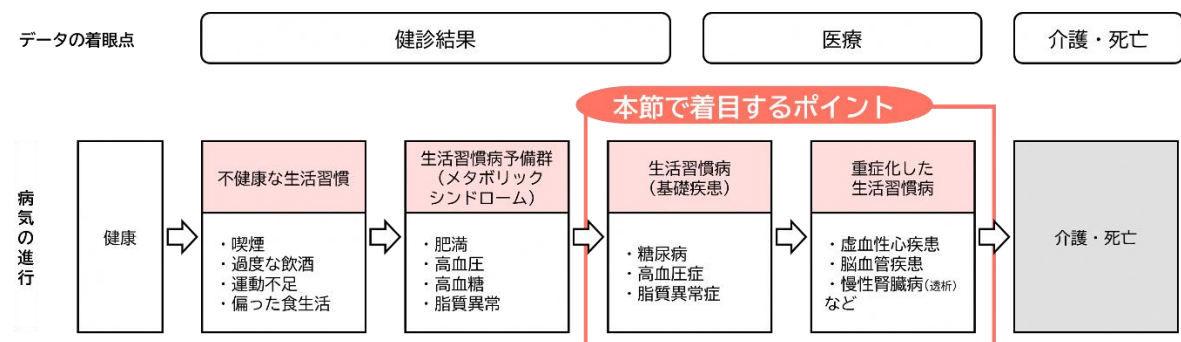 データの着眼点
健診結果
医療
介護・死亡
本節で着目するポイント
病気の進行
健康
不健康な生活習慣
・喫煙
・過度な飲酒
・運動不足
・偏った食生活
生活習慣病予備群
（メタボリック
シンドローム）
・肥満
・高血圧
・高血糖
・脂質異常
生活習慣病
(基礎疾患)
・糖尿病
・高血圧症
・脂質異常症
重症化した
生活習慣病
・虚血性心疾患
・脳血管疾患
・慢性腎臓病(透析)
など
介護・死亡